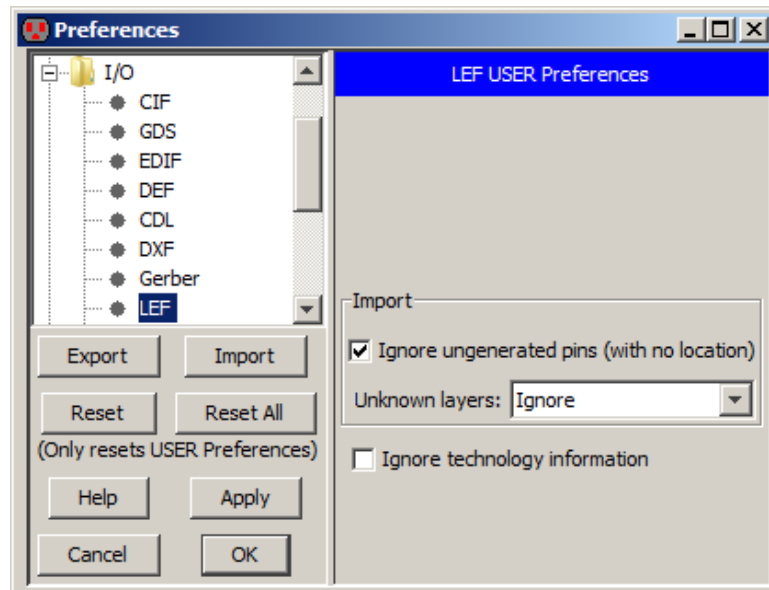 Preferences
I/O
CIF
GDS
EDIF
DEF
CDL
DXF
Gerber
LEF
Export
Import
Reset
Reset All
(Only resets USER Preferences)
Help
Apply
Cancel
OK
LEF USER Preferences
Import
Ignore ungenerated pins (with no location)
Unknown layers: Ignore
Ignore technology information